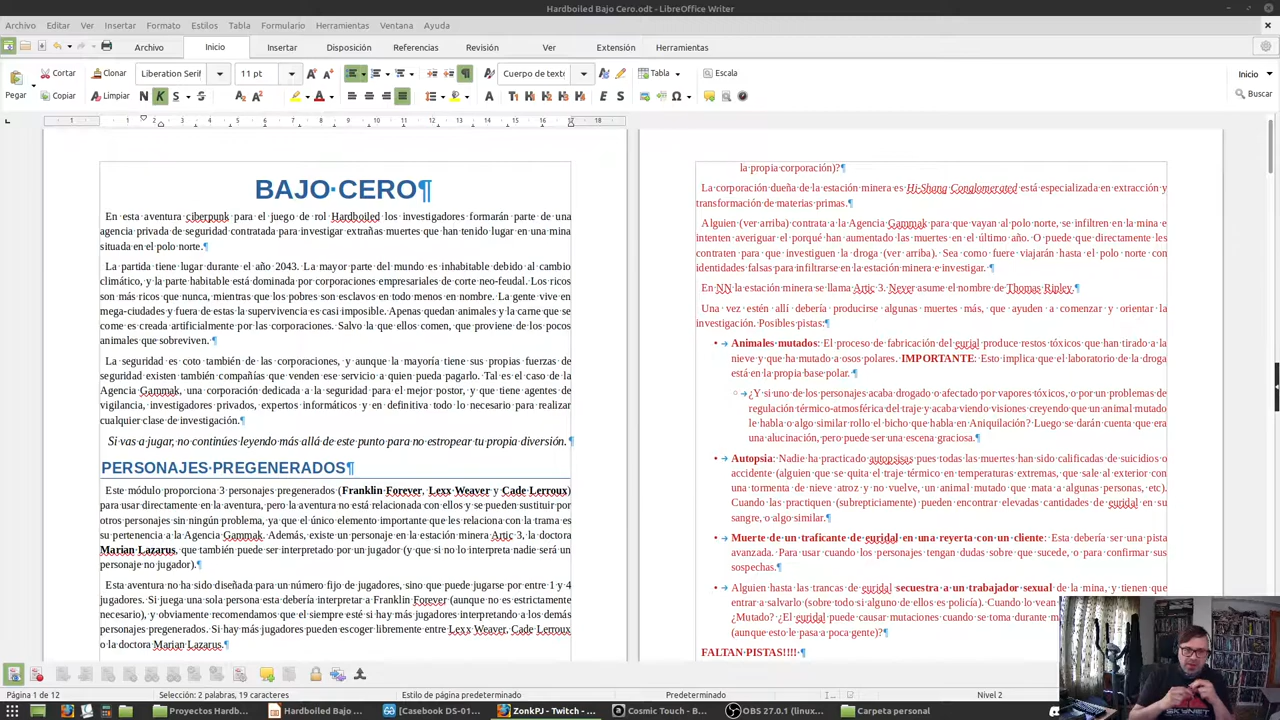 Hardboiled Bajo Cero.odt - LibreOffice Writer
Archivo Editar Ver Insertar Formato Estilos Tabla Formulario Herramientas Ventana Ayuda
Archivo Inicio Insertar Disposición Referencias Revisión Ver Extensión Herramientas
Cortar Clonar Liberation Serif 11 pt Cuerpo de texto Tabla Escala Inicio
Pegar Copiar Limpiar Buscar
BAJO CERO¶
En esta aventura ciberpunk para el juego de rol Hardboiled los investigadores formarán parte de una
agencia privada de seguridad contratada para investigar extrañas muertes que han tenido lugar en una mina
situada en el polo norte.¶
La partida tiene lugar durante el año 2043. La mayor parte del mundo es inhabitable debido al cambio
climático, y la parte habitable está dominada por corporaciones empresariales de corte neo-feudal. Los ricos
son más ricos que nunca, mientras que los pobres son esclavos en todo menos en nombre. La gente vive en
mega-ciudades y fuera de estas la supervivencia es casi imposible. Apenas quedan animales y la carne que se
come es creada artificialmente por las corporaciones. Salvo la que ellos comen, que proviene de los pocos
animales que sobreviven. ¶
La seguridad es coto también de las corporaciones, y aunque la mayoría tiene sus propias fuerzas de
seguridad existen también compañías que venden ese servicio a quien pueda pagarlo. Tal es el caso de la
Agencia Gammak, una corporación dedicada a la seguridad para el mejor postor, y que tiene agentes de
vigilancia, investigadores privados, expertos informáticos y en definitiva todo lo necesario para realizar
cualquier clase de investigación.¶
Si vas a jugar, no continúes leyendo más allá de este punto para no estropear tu propia diversión.¶
PERSONAJES PREGENERADOS¶
Este módulo proporciona 3 personajes pregenerados (Franklin Forever, Lexx Weaver y Cade Lerroux)
para usar directamente en la aventura, pero la aventura no está relacionada con ellos y se pueden sustituir por
otros personajes sin ningún problema, ya que el único elemento importante que les relaciona con la trama es
su pertenencia a la Agencia Gammak. Además, existe un personaje en la estación minera Artic 3, la doctora
Marian Lazarus, que también puede ser interpretado por un jugador (y que si no lo interpreta nadie será un
personaje no jugador).¶
Esta aventura no ha sido diseñada para un número fijo de jugadores, sino que puede jugarse por entre 1 y 4
jugadores. Si juega una sola persona esta debería interpretar a Franklin Forever (aunque no es estrictamente
necesario), y obviamente recomendamos que el siempre esté si hay más jugadores interpretando a los demás
personajes pregenerados. Si hay más jugadores pueden escoger libremente entre Lexx Weaver, Cade Lerroux
o la doctora Marian Lazarus.¶
la propia corporación)?¶
La corporación dueña de la estación minera es Hi-Shang Conglomerated está especializada en extracción y
transformación de materias primas.¶
Alguien (ver arriba) contrata a la Agencia Gammak para que vayan al polo norte, se infiltren en la mina e
intenten averiguar el porqué han aumentado las muertes en el último año. O puede que directamente les
contraten para que investiguen la droga (ver arriba). Sea como fuere viajarán hasta el polo norte con
identidades falsas para infiltrarse en la estación minera e investigar. ¶
En NN la estación minera se llama Artic 3. Never asume el nombre de Thomas Ripley.¶
Una vez estén allí debería producirse algunas muertes más, que ayuden a comenzar y orientar la
investigación. Posibles pistas:¶
• Animales mutados: El proceso de fabricación del eurjal produce restos tóxicos que han tirado a la
nieve y que ha mutado a osos polares. IMPORTANTE: Esto implica que el laboratorio de la droga
está en la propia base polar.¶
¿Y si uno de los personajes acaba drogado o afectado por vapores tóxicos, o por un problemas de
regulación térmico-atmosférica del traje y acaba viendo visiones creyendo que un animal mutado
le habla o algo similar rollo el bicho que había en Aniquilación? Luego se darán cuenta que era
una alucinación, pero puede ser una escena graciosa.¶
• Autopsia: Nadie ha practicado autopsisas pues todas las muertes han sido calificadas de suicidios o
accidente (alguien que se quita el traje térmico en temperaturas extremas, que sale al exterior con
una tormenta de nieve atroz y no vuelve, un animal mutado que mata a algunas personas, etc).
Cuando las practiquen (subrepticiamente) pueden encontrar elevadas cantidades de euridal en su
sangre, o algo similar.¶
• Muerte de un traficante de euridal en una reyerta con un cliente: Esta debería ser una pista
avanzada. Para usar cuando los personajes tengan dudas sobre que sucede, o para confirmar sus
sospechas.¶
• Alguien hasta las trancas de euridal secuestra a un trabajador sexual de la mina, y tienen que
entrar a salvarlo (sobre todo si alguno de ellos es policía). Cuando lo vean
¿Mutado? ¿El euridal puede causar mutaciones cuando se toma durante
(aunque esto le pasa a poca gente)?¶
FALTAN PISTAS!!!! ¶
Página 1 de 12 Selección: 2 palabras, 19 caracteres Estilo de página predeterminado Predeterminado Nivel 2
Proyectos Hardb... Hardboiled Bajo ... [Casebook DS-01... ZonkPJ - Twitch - ... Cosmic Touch - B... OBS 27.0.1 (linux... Carpeta personal
SKYNET